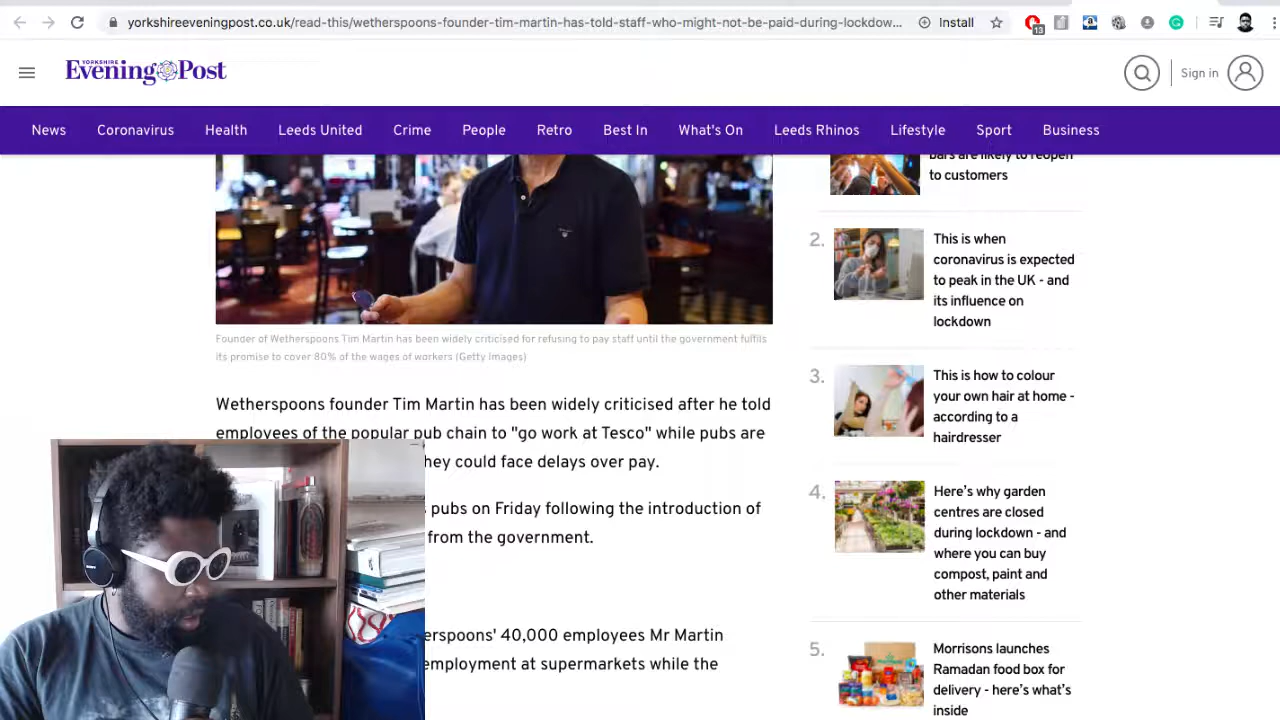 yorkshireeveningpost.co.uk/read-this/wetherspoons-founder-tim-martin-has-told-staff-who-might-not-be-paid-during-lockdow...
Install
13
YORKSHIRE
Evening Post
Sign in
News
Coronavirus
Health
Leeds United
Crime
People
Retro
Best In
What's On
Leeds Rhinos
Lifestyle
Sport
Business
Founder of Wetherspoons Tim Martin has been widely criticised for refusing to pay staff until the government fulfils
its promise to cover 80% of the wages of workers (Getty Images)
Wetherspoons founder Tim Martin has been widely criticised after he told
employees of the popular pub chain to "go work at Tesco" while pubs are
hey could face delays over pay.
pubs on Friday following the introduction of
from the government.
erspoons' 40,000 employees Mr Martin
employment at supermarkets while the
bars are likely to reopen
to customers
2.
This is when
coronavirus is expected
to peak in the UK - and
its influence on
lockdown
3.
This is how to colour
your own hair at home -
according to a
hairdresser
4.
Here's why garden
centres are closed
during lockdown - and
where you can buy
compost, paint and
other materials
5.
Morrisons launches
Ramadan food box for
delivery - here's what's
inside